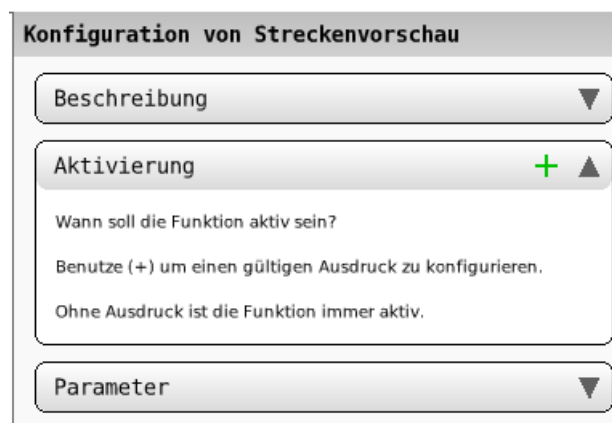 Konfiguration von Streckenvorschau
Beschreibung
Aktivierung
Wann soll die Funktion aktiv sein?
Benutze (+) um einen gültigen Ausdruck zu konfigurieren.
Ohne Ausdruck ist die Funktion immer aktiv.
Parameter